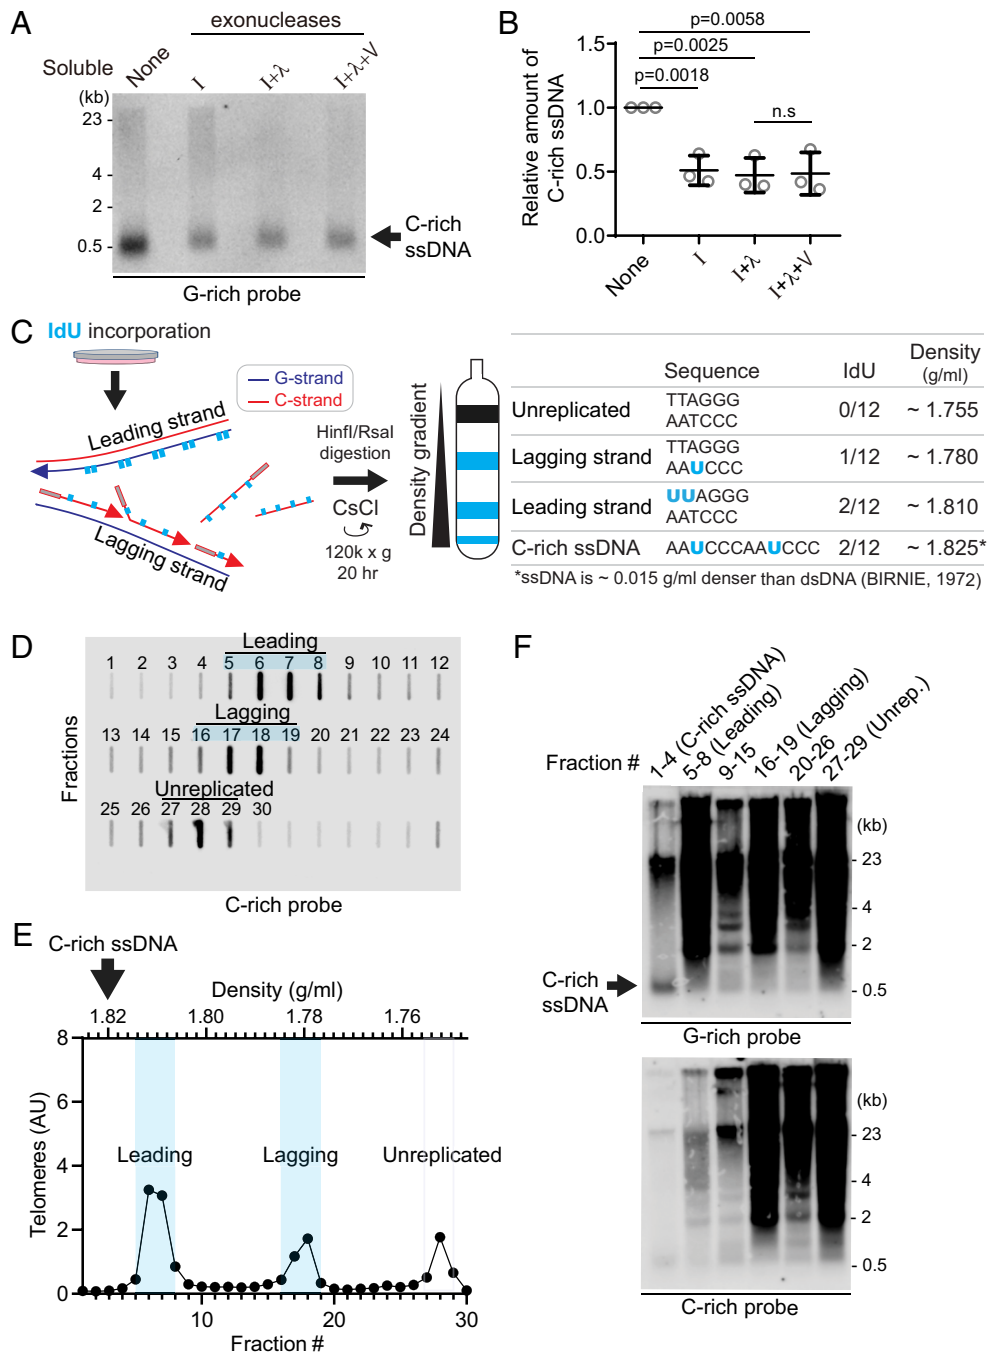 A
exonucleases
Soluble
None
I
I+λ
I+λ+V
(kb)
23
4
2
0.5
C-rich
ssDNA
G-rich probe
B
Relative amount of
C-rich ssDNA
p=0.0058
p=0.0025
p=0.0018
n.s
1.5
1.0
0.5
0.0
None
I
I+λ
I+λ+V
C
IdU incorporation
G-strand
C-strand
Leading strand
Lagging strand
HinfI/RsaI
digestion
CsCl
120k x g
20 hr
Density gradient
Sequence IdU Density
(g/ml)
Unreplicated TTAGGG 0/12 ~ 1.755
AATCCC
Lagging strand TTAGGG 1/12 ~ 1.780
AAUCCC
Leading strand UUAGGG 2/12 ~ 1.810
AATCCC
C-rich ssDNA AAUCCCAAUCCC 2/12 ~ 1.825*
*ssDNA is ~ 0.015 g/ml denser than dsDNA (BIRNIE, 1972)
D
Fractions
Leading
1 2 3 4 5 6 7 8 9 10 11 12
Lagging
13 14 15 16 17 18 19 20 21 22 23 24
Unreplicated
25 26 27 28 29 30
C-rich probe
E
C-rich ssDNA
Density (g/ml)
1.82 1.80 1.78 1.76
Telomeres (AU)
8
6
4
2
0
Leading Lagging Unreplicated
10 20 30
Fraction #
F
Fraction #
1-4 (C-rich ssDNA)
5-8 (Leading)
9-15
16-19 (Lagging)
20-26
27-29 (Unrep.)
(kb)
23
4
2
0.5
C-rich
ssDNA
G-rich probe
(kb)
23
4
2
0.5
C-rich probe